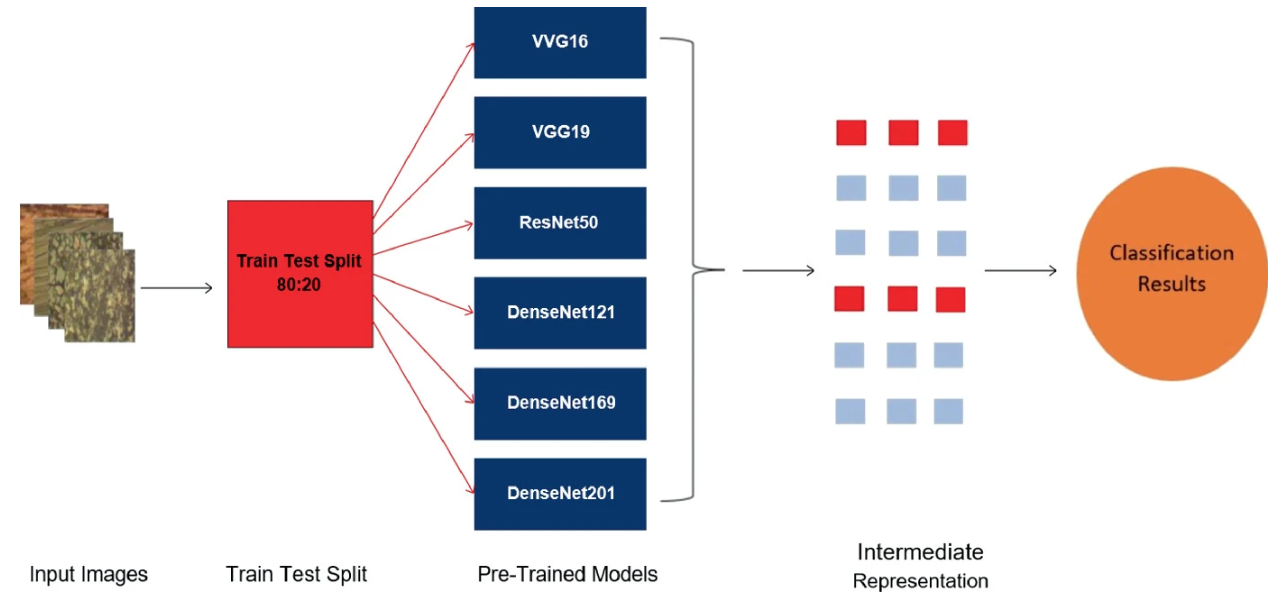 VVG16
VGG19
ResNet50
DenseNet121
DenseNet169
DenseNet201
Train Test Split
80:20
Classification
Results
Input Images
Train Test Split
Pre-Trained Models
Intermediate
Representation